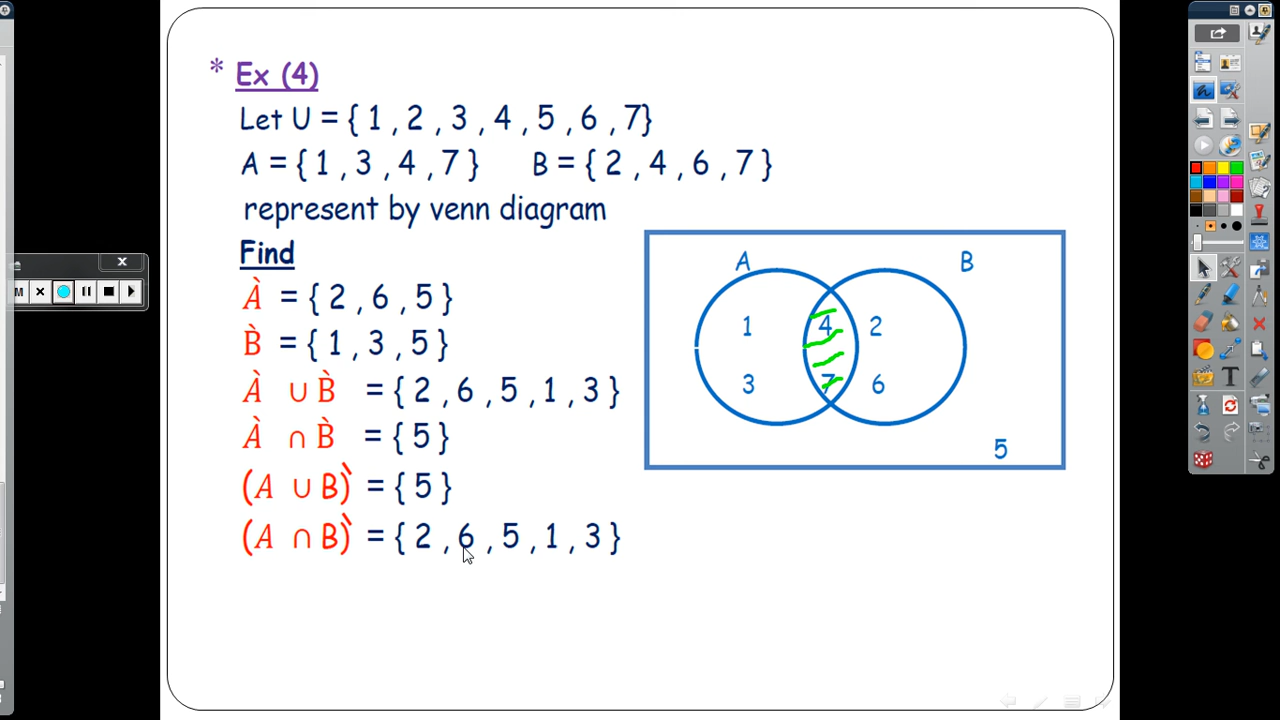 * Ex (4)
Let U = { 1 , 2 , 3 , 4 , 5 , 6 , 7}
A = { 1 , 3 , 4 , 7 } B = { 2 , 4 , 6 , 7 }
represent by venn diagram
Find
À = { 2 , 6 , 5 }
B̀ = { 1 , 3 , 5 }
À ∪ B̀ = { 2 , 6 , 5 , 1 , 3 }
À ∩ B̀ = { 5 }
(A ∪ B)` = { 5 }
(A ∩ B)` = { 2 , 6 , 5 , 1 , 3 }
A B
1 4 2
3 7 6
5
M